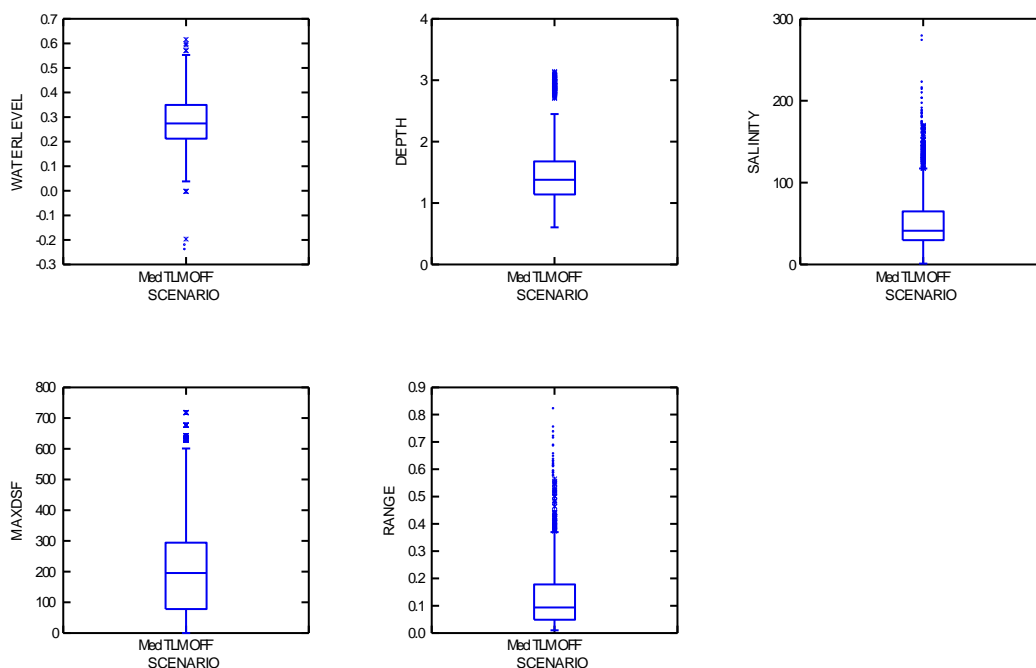 0.7
0.6
0.5
0.4
0.3
0.2
0.1
0.0
-0.1
-0.2
-0.3
WATERLEVEL
Med TLM OFF
SCENARIO
4
3
2
1
0
DEPTH
Med TLM OFF
SCENARIO
300
200
100
0
SALINITY
Med TLM OFF
SCENARIO
800
700
600
500
400
300
200
100
0
MAXDSF
Med TLM OFF
SCENARIO
0.9
0.8
0.7
0.6
0.5
0.4
0.3
0.2
0.1
0.0
RANGE
Med TLM OFF
SCENARIO